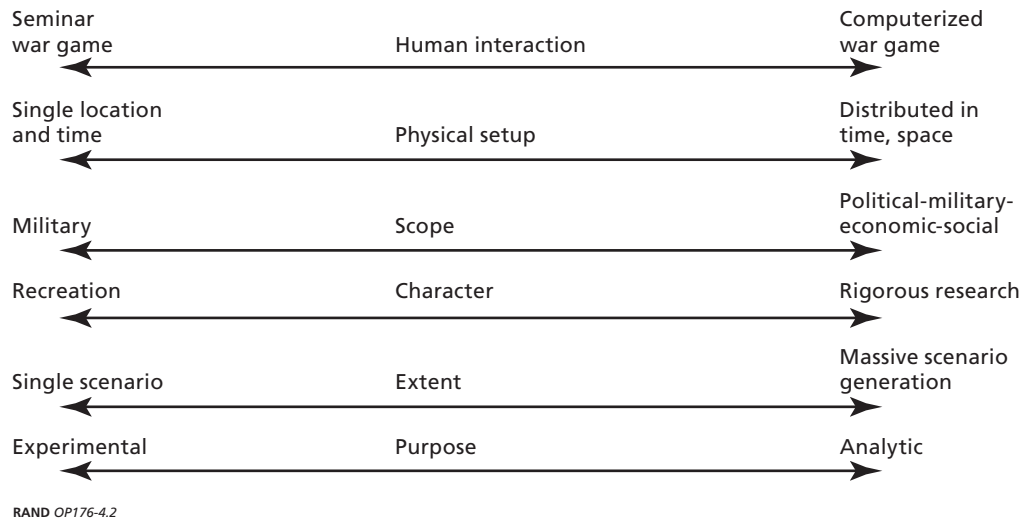 Seminar
war game
Human interaction
Computerized
war game
Single location
and time
Physical setup
Distributed in
time, space
Military
Scope
Political-military-
economic-social
Recreation
Character
Rigorous research
Single scenario
Extent
Massive scenario
generation
Experimental
Purpose
Analytic
RAND OP176-4.2